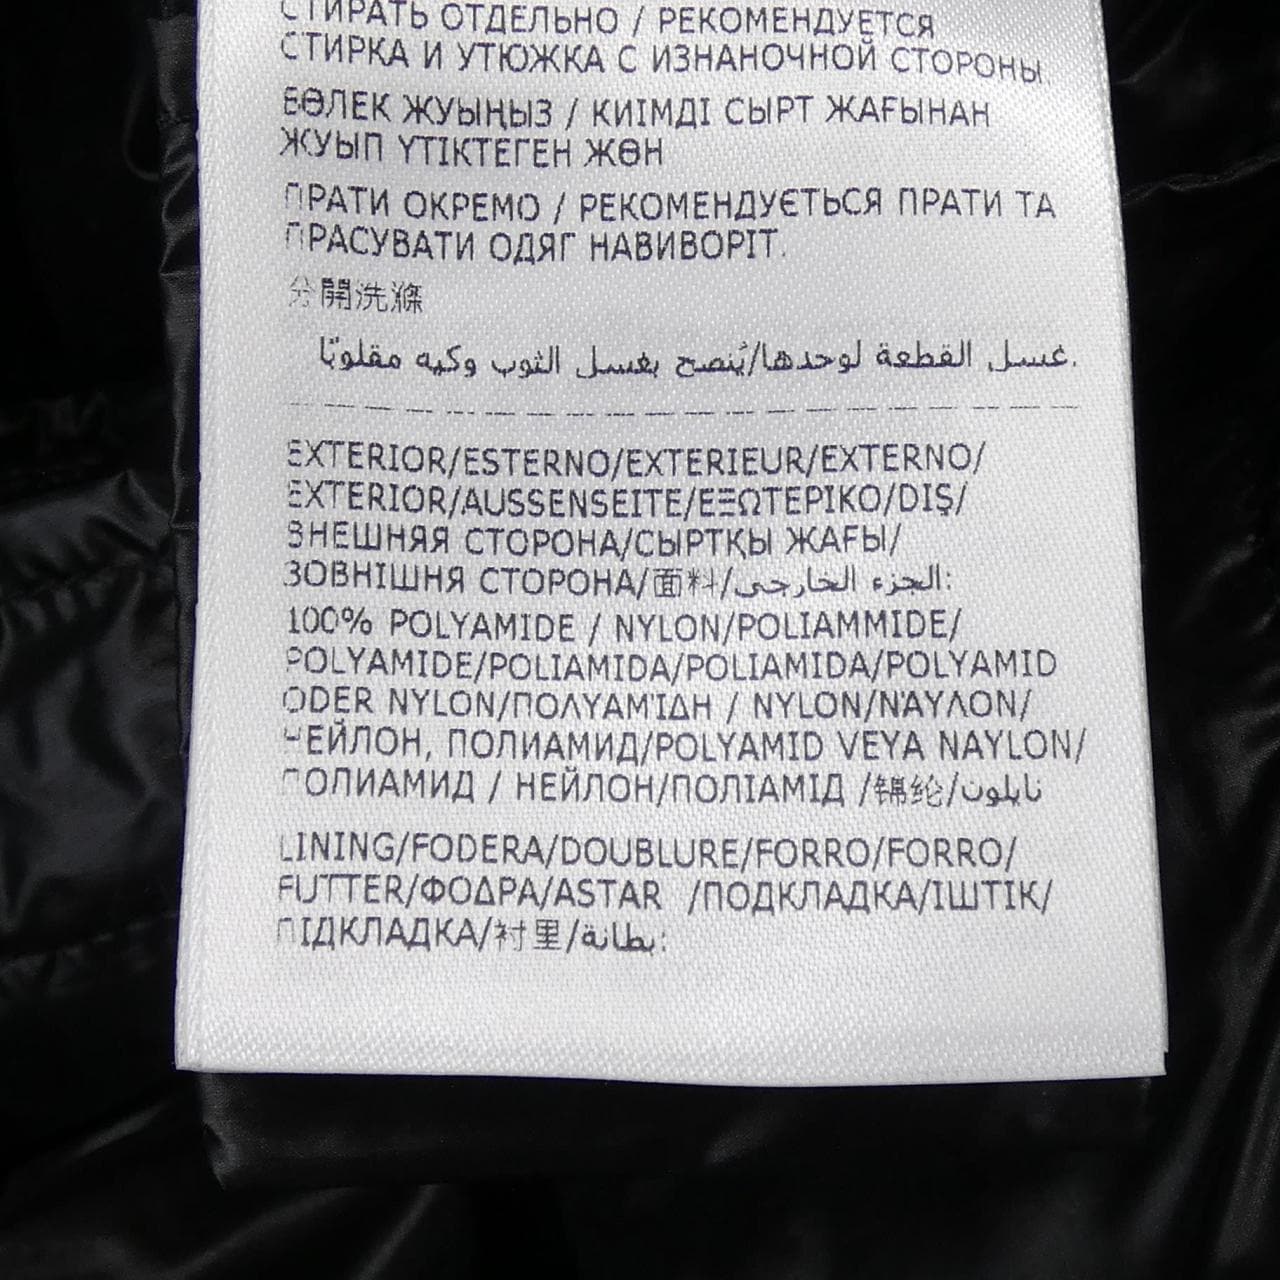 СТИРАТЬ ОТДЕЛЬНО / РЕКОМЕНДУЕТСЯ
СТИРКА И УТЮЖКА С ИЗНАНОЧНОЙ СТОРОНЫ
БӨЛЕК ЖУЫҢЫЗ / КИІМДІ СЫРТ ЖАҒЫНАН
ЖУЫП ҮТІКТЕГЕН ЖӨН
ПРАТИ ОКРЕМО / РЕКОМЕНДУЄТЬСЯ ПРАТИ ТА
ПРАСУВАТИ ОДЯГ НАВИВОРІТ.
分開洗滌
غسل القطعة لوحدها/يُنصح بغسل الثوب وكيه مقلوبًا.
EXTERIOR/ESTERNO/EXTERIEUR/EXTERNO/
EXTERIOR/AUSSENSEITE/ΕΞΩΤΕΡΙΚΟ/DIŞ/
ВНЕШНЯЯ СТОРОНА/СЫРТҚЫ ЖАҒЫ/
ЗОВНІШНЯ СТОРОНА/面料/الجزء الخارجي:
100% POLYAMIDE / NYLON/POLIAMMIDE/
POLYAMIDE/POLIAMIDA/POLIAMIDA/POLYAMID
ODER NYLON/ΠΟΛΥΑΜΊΔΗ / NYLON/ΝΆΥΛΟΝ/
НЕЙЛОН, ПОЛИАМИД/POLYAMID VEYA NAYLON/
ПОЛИАМИД / НЕЙЛОН/ПОЛІАМІД /锦纶/نايلون
LINING/FODERA/DOUBLURE/FORRO/FORRO/
FUTTER/ΦΟΔΡΑ/ASTAR /ПОДКЛАДКА/ІШТІК/
ПІДКЛАДКА/衬里/بطانة: